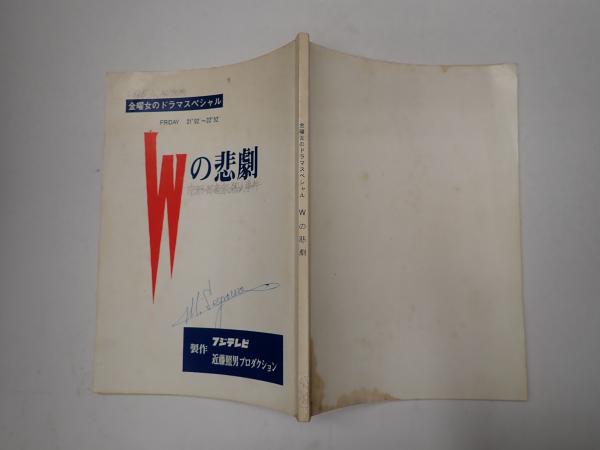 金曜女のドラマスペシャル
FRIDAY 21°02′〜22°52′
Wの悲劇
M. Segawa
製作 フジテレビ
近藤照男プロダクション
金曜女のドラマスペシャル Wの悲劇